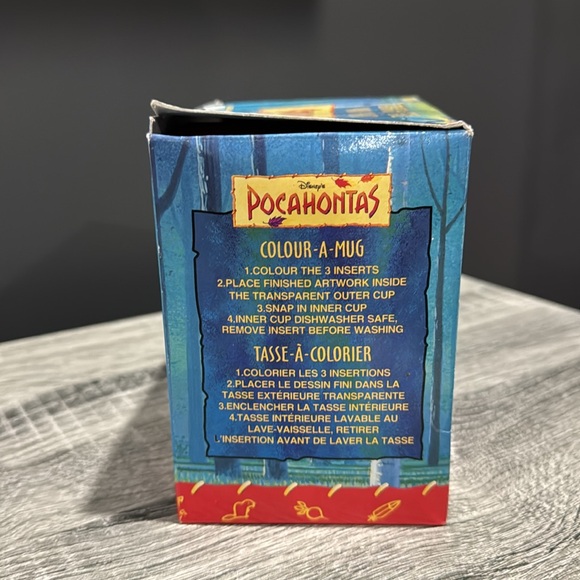 Disney's
POCAHONTAS
COLOUR-A-MUG
1.COLOUR THE 3 INSERTS
2.PLACE FINISHED ARTWORK INSIDE
THE TRANSPARENT OUTER CUP
3.SNAP IN INNER CUP
4.INNER CUP DISHWASHER SAFE,
REMOVE INSERT BEFORE WASHING
TASSE-À-COLORIER
1.COLORIER LES 3 INSERTIONS
2.PLACER LE DESSIN FINI DANS LA
TASSE EXTÉRIEURE TRANSPARENTE
3.ENCLENCHER LA TASSE INTÉRIEURE
4.TASSE INTÉRIEURE LAVABLE AU
LAVE-VAISSELLE, RETIRER
L'INSERTION AVANT DE LAVER LA TASSE